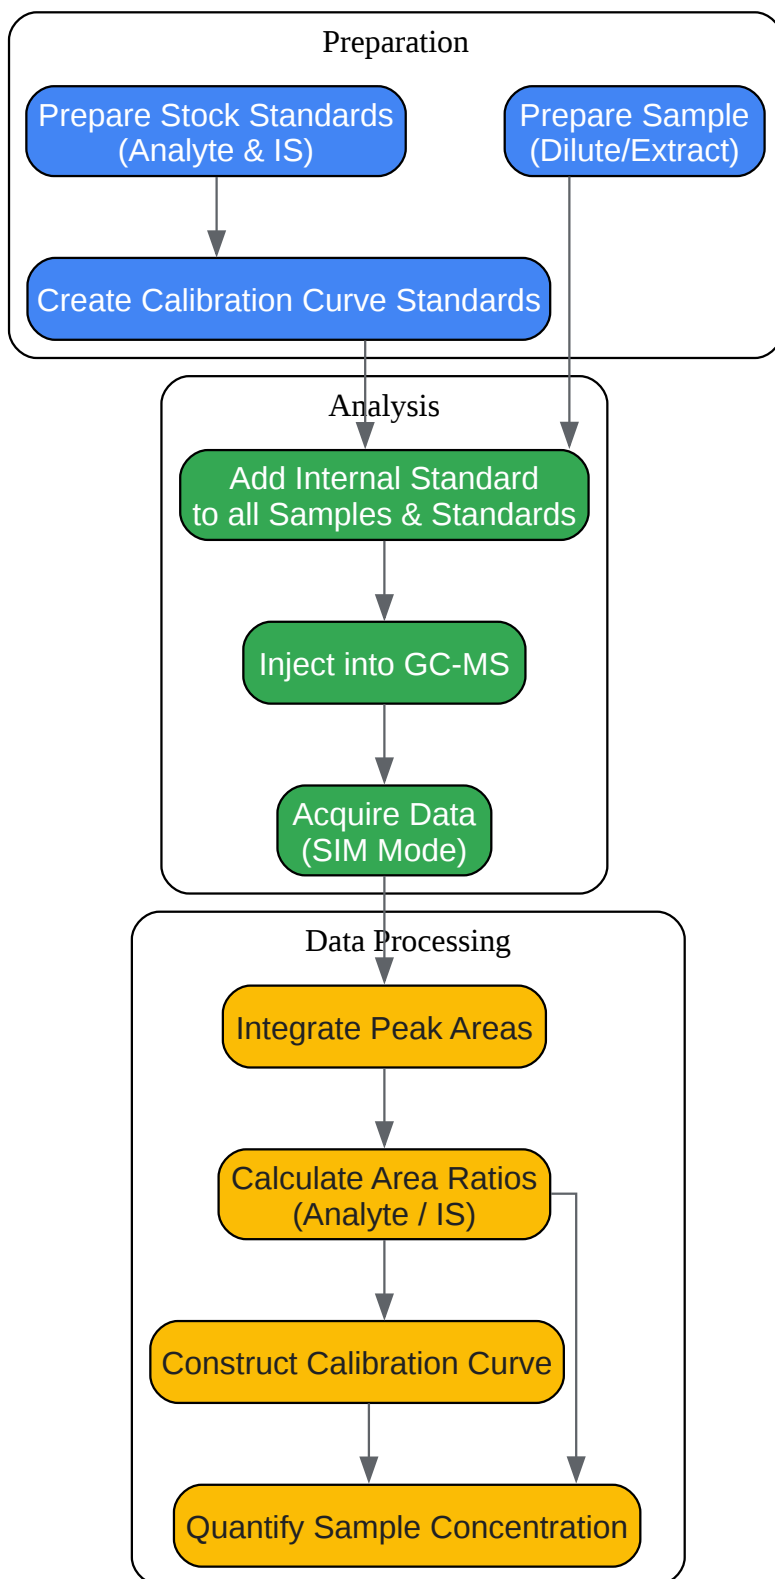 Preparation
Prepare Stock Standards
(Analyte & IS)
Prepare Sample
(Dilute/Extract)
Create Calibration Curve Standards
Analysis
Add Internal Standard
to all Samples & Standards
Inject into GC-MS
Acquire Data
(SIM Mode)
Data Processing
Integrate Peak Areas
Calculate Area Ratios
(Analyte / IS)
Construct Calibration Curve
Quantify Sample Concentration